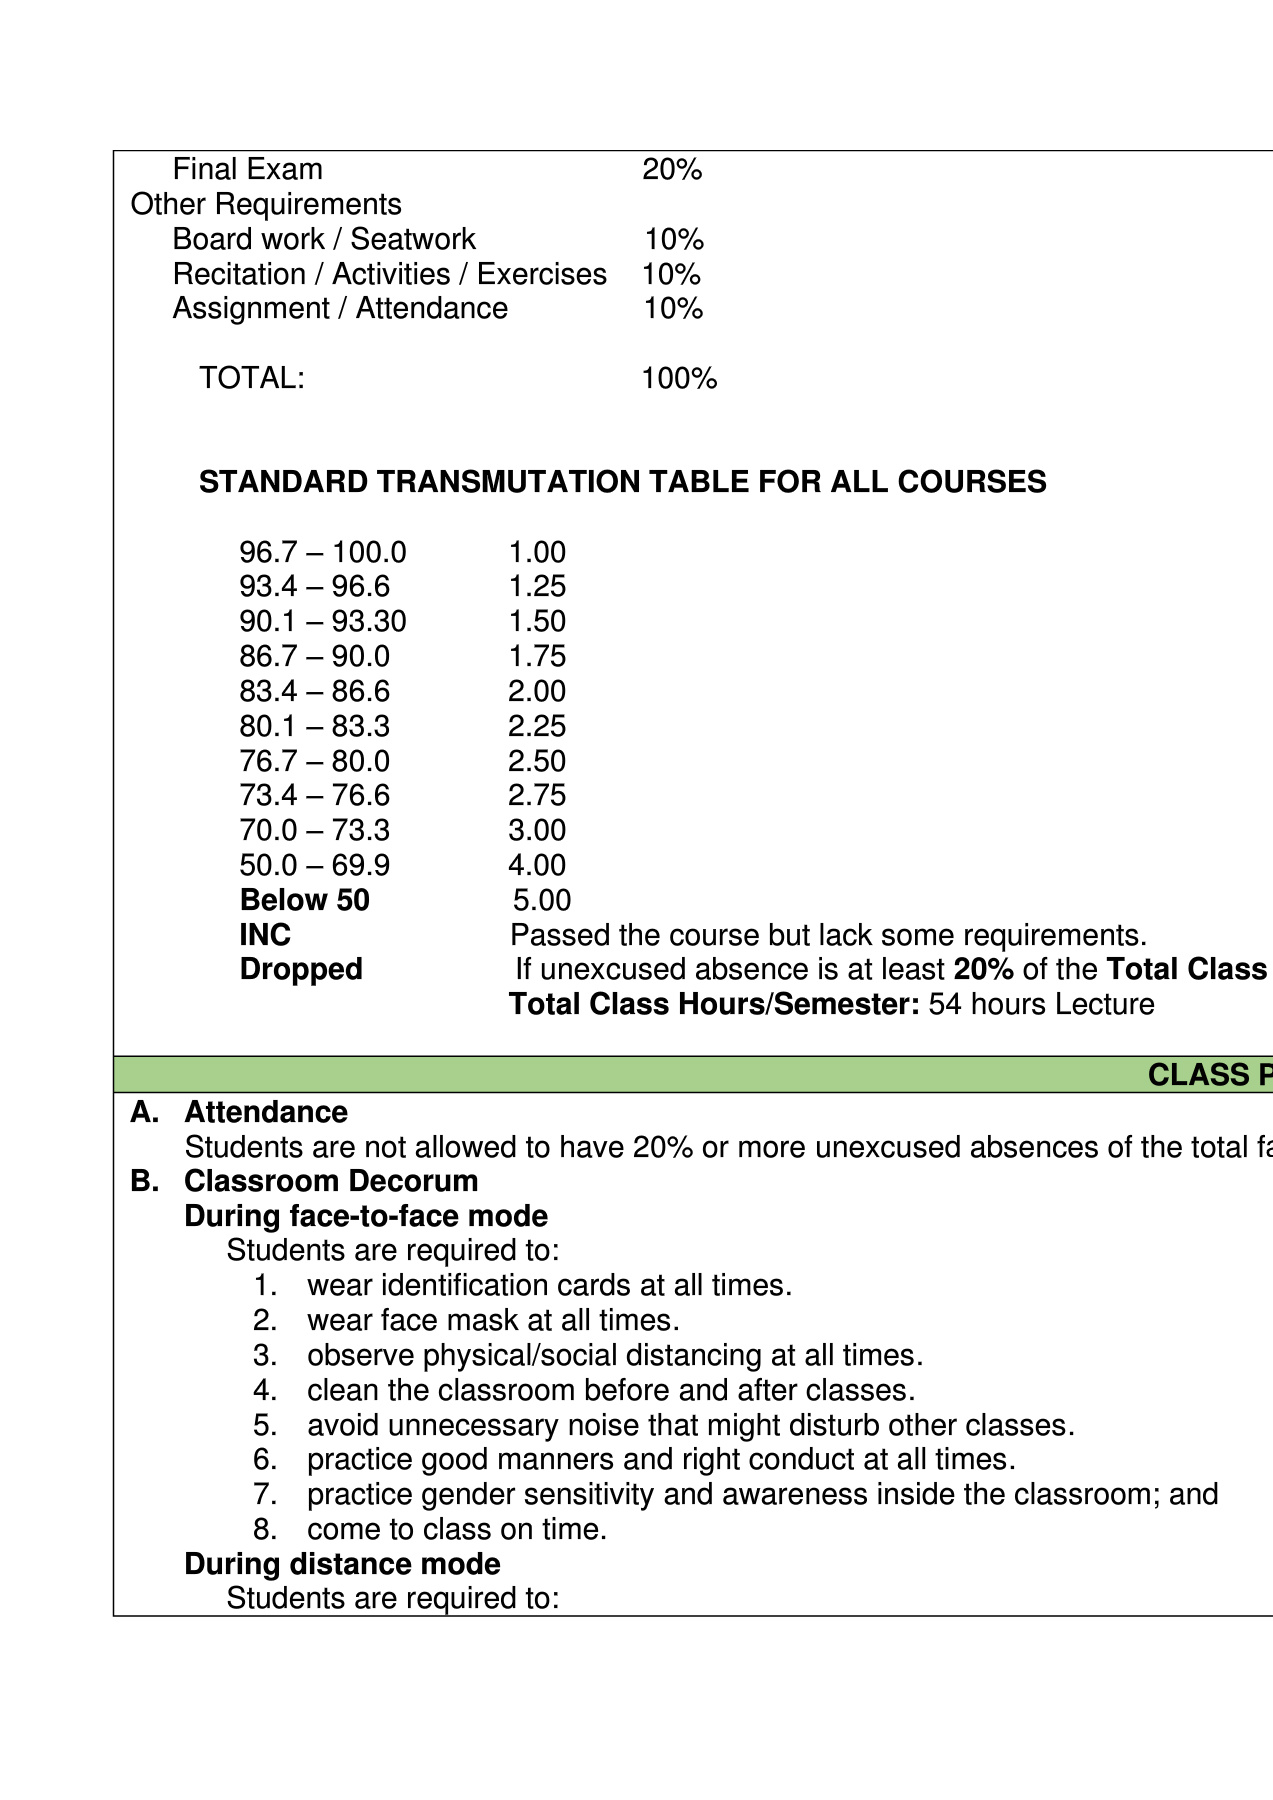 Final Exam 20%
Other Requirements
Board work / Seatwork 10%
Recitation / Activities / Exercises 10%
Assignment / Attendance 10%
TOTAL: 100%
STANDARD TRANSMUTATION TABLE FOR ALL COURSES
96.7 – 100.0 1.00
93.4 – 96.6 1.25
90.1 – 93.30 1.50
86.7 – 90.0 1.75
83.4 – 86.6 2.00
80.1 – 83.3 2.25
76.7 – 80.0 2.50
73.4 – 76.6 2.75
70.0 – 73.3 3.00
50.0 – 69.9 4.00
Below 50 5.00
INC Passed the course but lack some requirements.
Dropped If unexcused absence is at least 20% of the Total Class
Total Class Hours/Semester: 54 hours Lecture
CLASS
A. Attendance
Students are not allowed to have 20% or more unexcused absences of the total
B. Classroom Decorum
During face-to-face mode
Students are required to:
1. wear identification cards at all times.
2. wear face mask at all times.
3. observe physical/social distancing at all times.
4. clean the classroom before and after classes.
5. avoid unnecessary noise that might disturb other classes.
6. practice good manners and right conduct at all times.
7. practice gender sensitivity and awareness inside the classroom; and
8. come to class on time.
During distance mode
Students are required to: